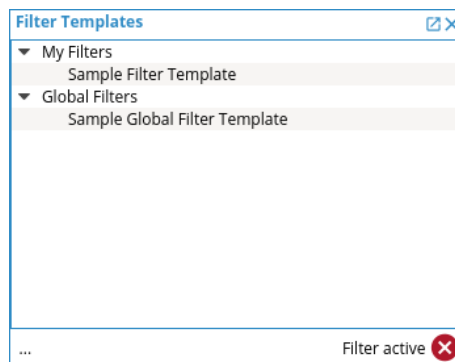 Filter Templates
My Filters
Sample Filter Template
Global Filters
Sample Global Filter Template
... Filter active